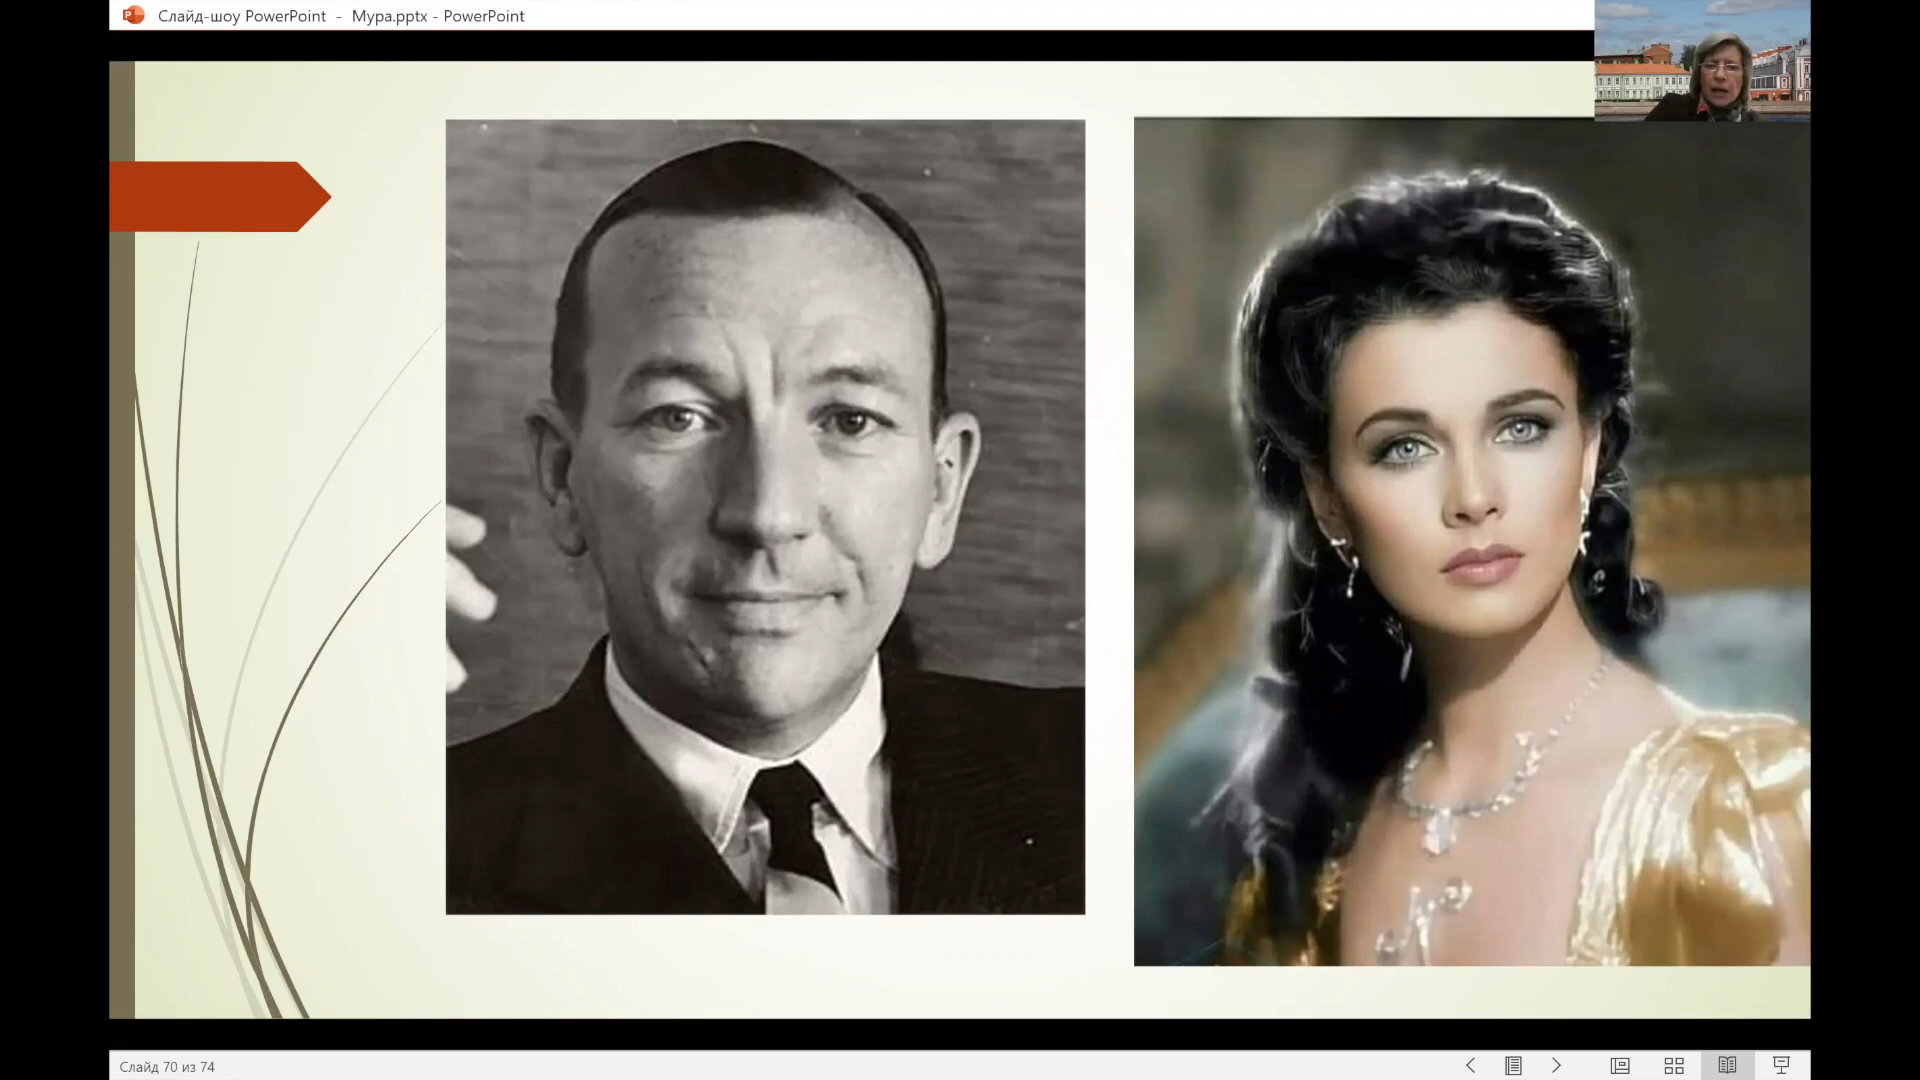 Слайд-шоу PowerPoint - Мура.pptx - PowerPoint
Слайд 70 из 74